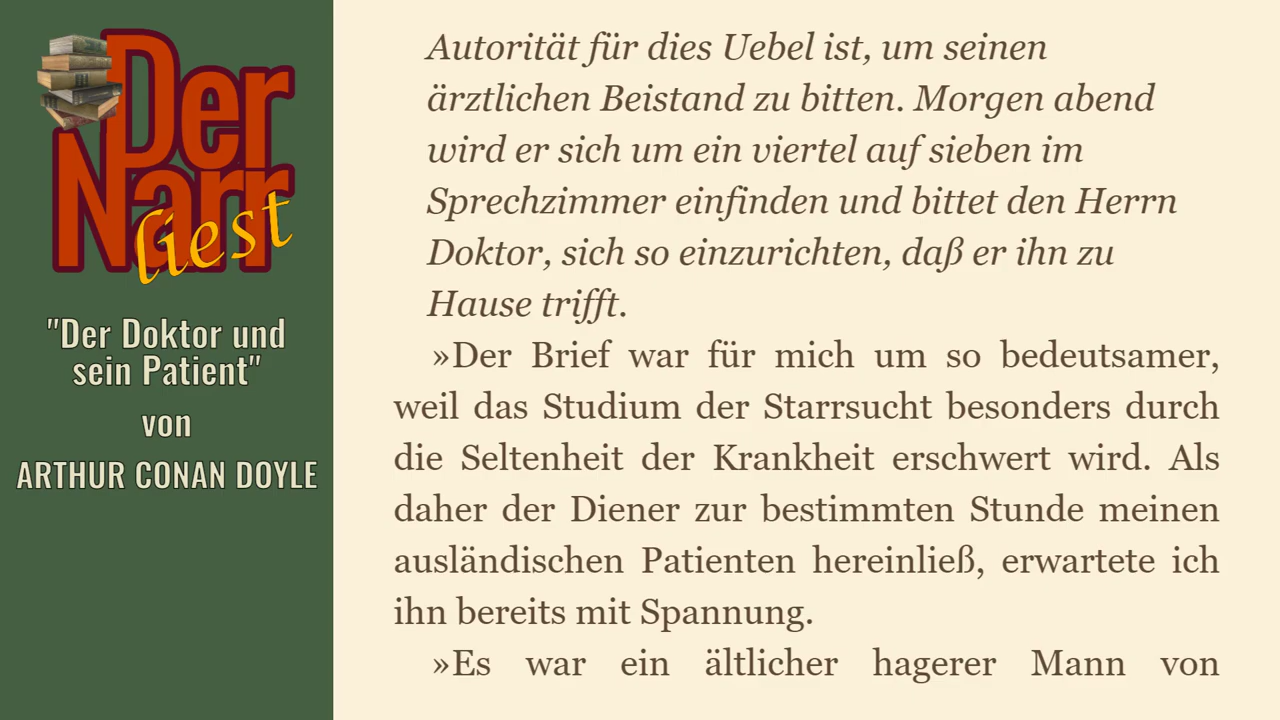 Der
Narr
liest
"Der Doktor und
sein Patient"
von
ARTHUR CONAN DOYLE
Autorität für dies Uebel ist, um seinen
ärztlichen Beistand zu bitten. Morgen abend
wird er sich um ein viertel auf sieben im
Sprechzimmer einfinden und bittet den Herrn
Doktor, sich so einzurichten, daß er ihn zu
Hause trifft.
»Der Brief war für mich um so bedeutsamer,
weil das Studium der Starrsucht besonders durch
die Seltenheit der Krankheit erschwert wird. Als
daher der Diener zur bestimmten Stunde meinen
ausländischen Patienten hereinließ, erwartete ich
ihn bereits mit Spannung.
»Es war ein ältlicher hagerer Mann von